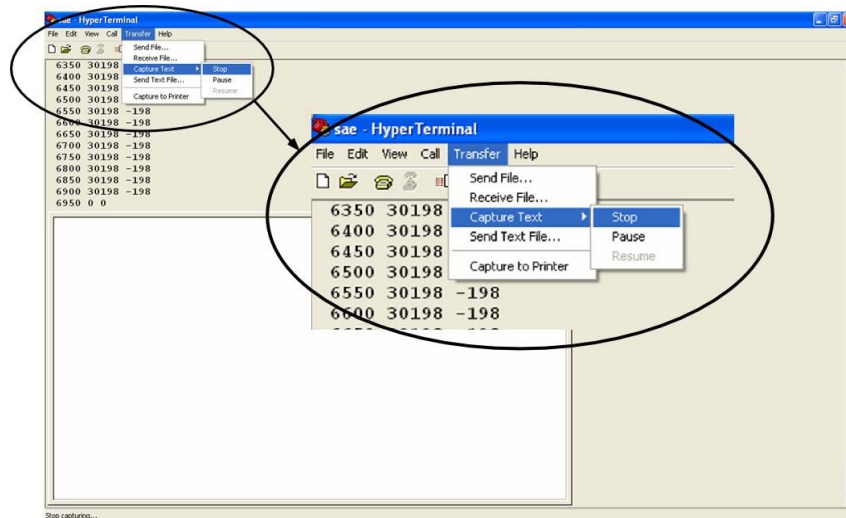 sae - HyperTerminal
File Edit View Call Transfer Help
Send File...
Receive File...
Capture Text
Send Text File...
Capture to Printer
Stop
Pause
Resume
6350 30198
6400 30198
6450 30198
6500 30198
6550 30198 -198
6600 30198 -198
6650 30198 -198
6700 30198 -198
6750 30198 -198
6800 30198 -198
6850 30198 -198
6900 30198 -198
6950 0 0
sae - HyperTerminal
File Edit View Call Transfer Help
Send File...
Receive File...
Capture Text
Send Text File...
Capture to Printer
Stop
Pause
Resume
6350 30198
6400 30198
6450 30198
6500 30198
6550 30198 -198
6600 30198 -198
Stop capturing...